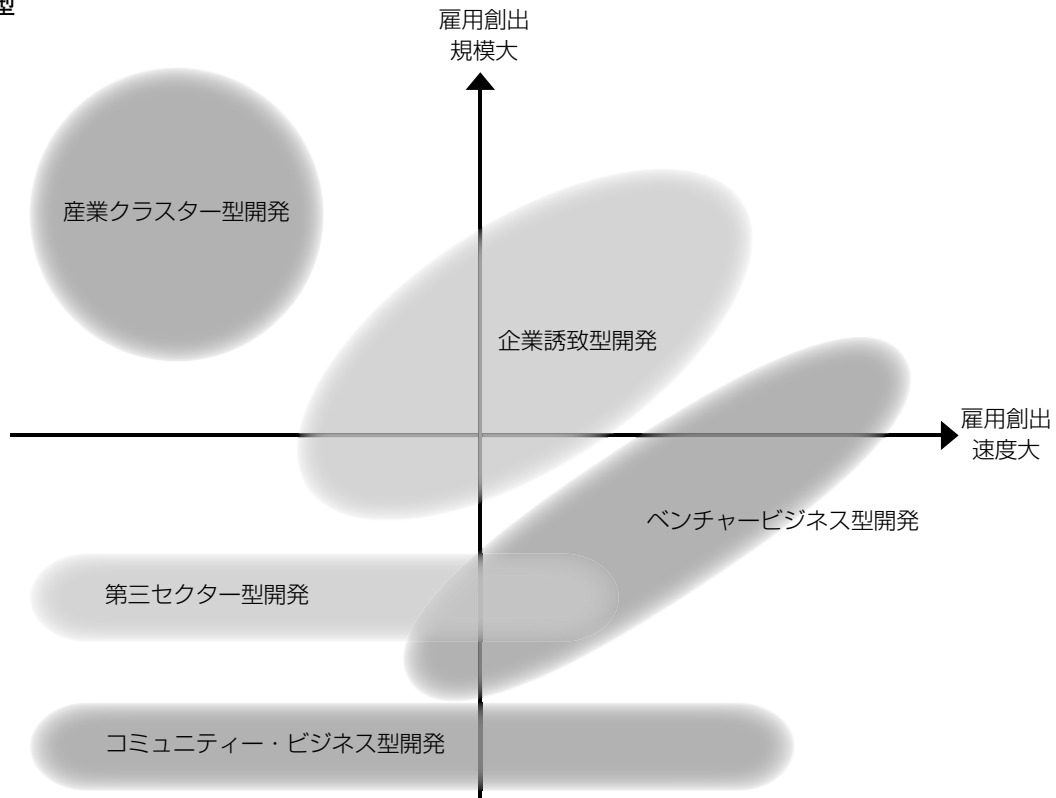 型
雇用創出
規模大
産業クラスター型開発
企業誘致型開発
雇用創出
速度大
ベンチャービジネス型開発
第三セクター型開発
コミュニティー・ビジネス型開発